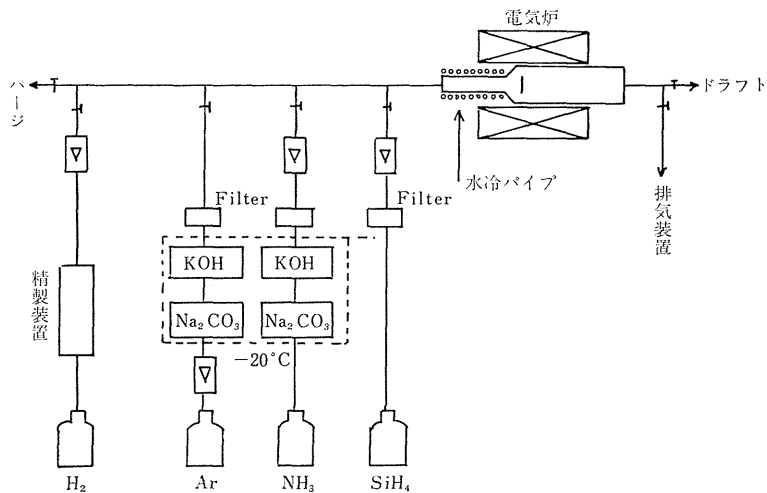 電気炉
パージ
ドラフト
水冷パイプ
排気装置
Filter
Filter
KOH
KOH
精製装置
Na₂CO₃
Na₂CO₃
−20°C
H₂
Ar
NH₃
SiH₄